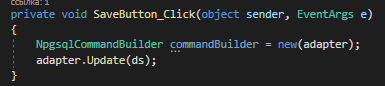 ссылка: 1
private void SaveButton_Click(object sender, EventArgs e)
{
NpgsqlCommandBuilder commandBuilder = new(adapter);
adapter.Update(ds);
}